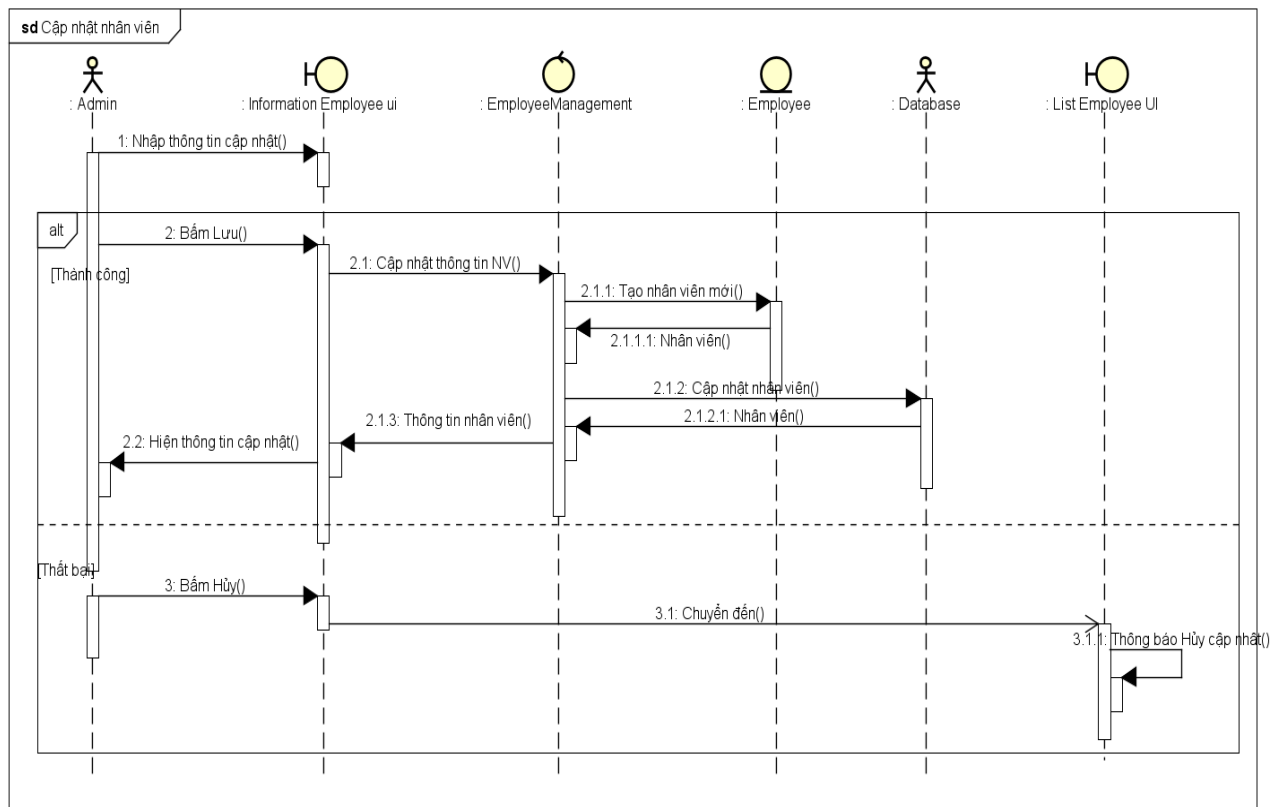 sd Cập nhật nhân viên
: Admin
: Information Employee ui
: EmployeeManagement
: Employee
: Database
: List Employee UI
1: Nhập thông tin cập nhật()
alt
2: Bấm Lưu()
[Thành công]
2.1: Cập nhật thông tin NV()
2.1.1: Tạo nhân viên mới()
2.1.1.1: Nhân viên()
2.1.2: Cập nhật nhân viên()
2.1.2.1: Nhân viên()
2.1.3: Thông tin nhân viên()
2.2: Hiện thông tin cập nhật()
[Thất bại]
3: Bấm Hủy()
3.1: Chuyển đến()
3.1.1: Thông báo Hủy cập nhật()